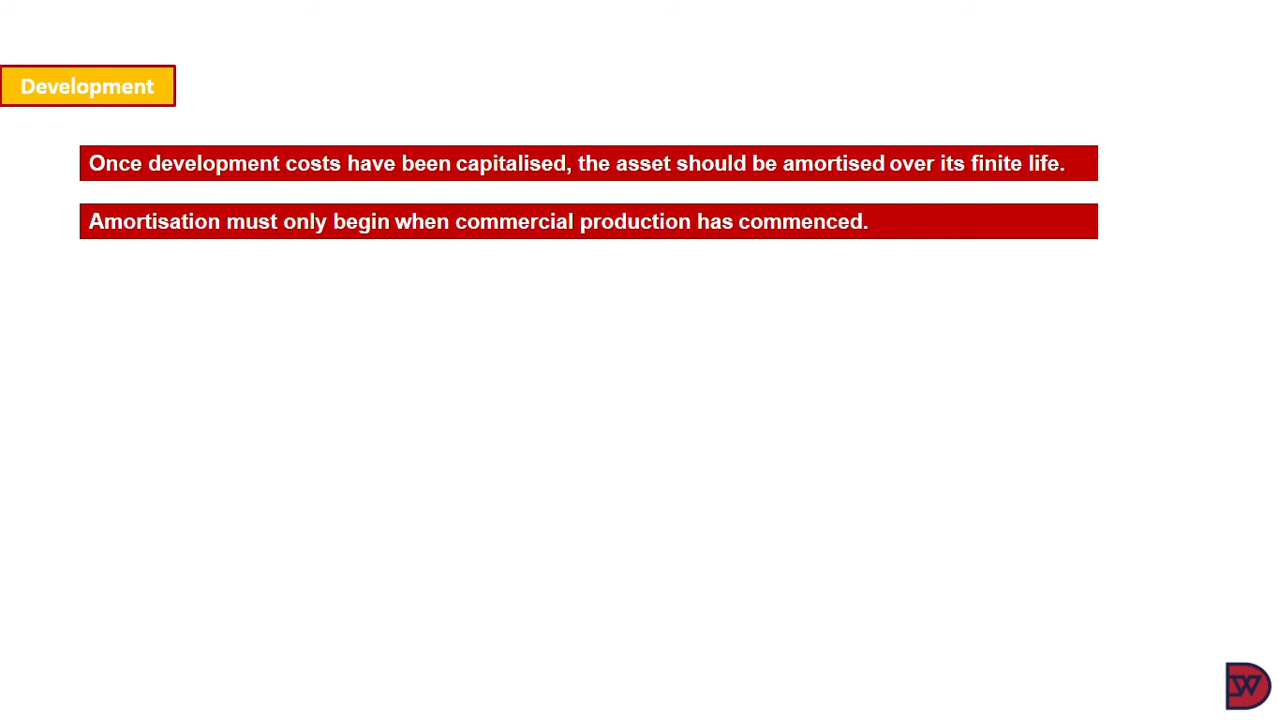 Development
Once development costs have been capitalised, the asset should be amortised over its finite life.
Amortisation must only begin when commercial production has commenced.
DW